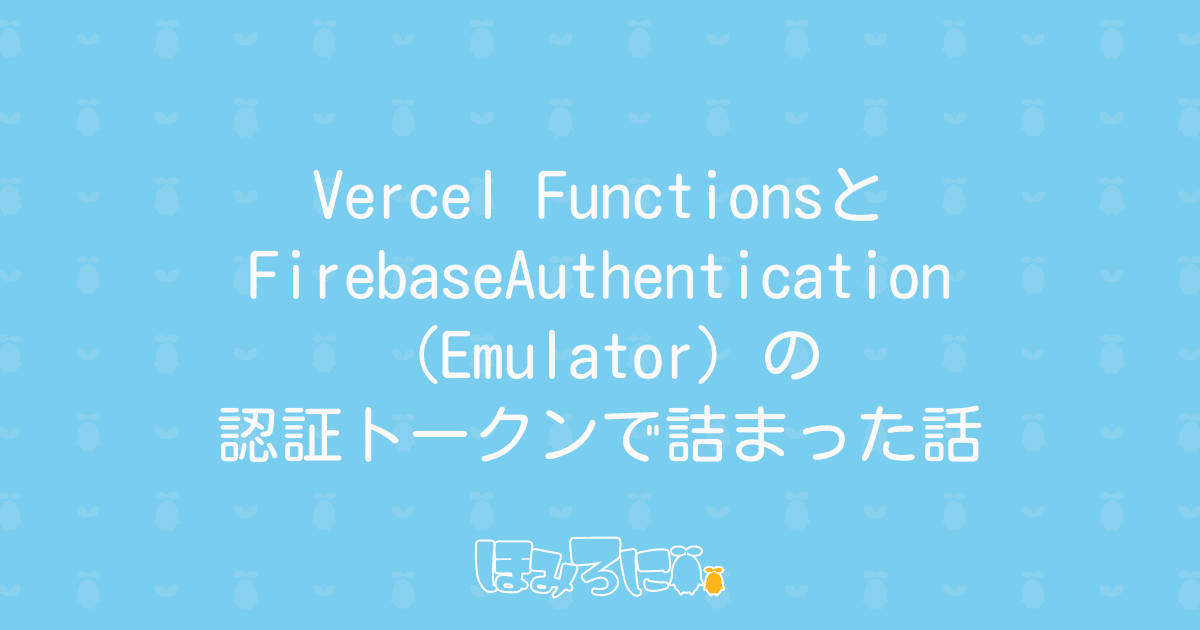 Vercel Functionsと
FirebaseAuthentication
（Emulator）の
認証トークンで詰まった話
ほみろに